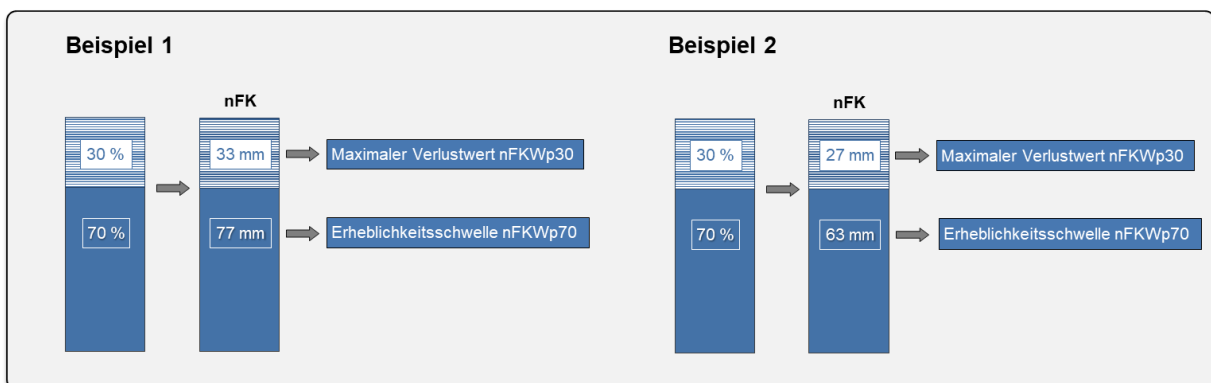 Beispiel 1
nFK
30 %
33 mm
Maximaler Verlustwert nFKWp30
70 %
77 mm
Erheblichkeitsschwelle nFKWp70
Beispiel 2
nFK
30 %
27 mm
Maximaler Verlustwert nFKWp30
70 %
63 mm
Erheblichkeitsschwelle nFKWp70